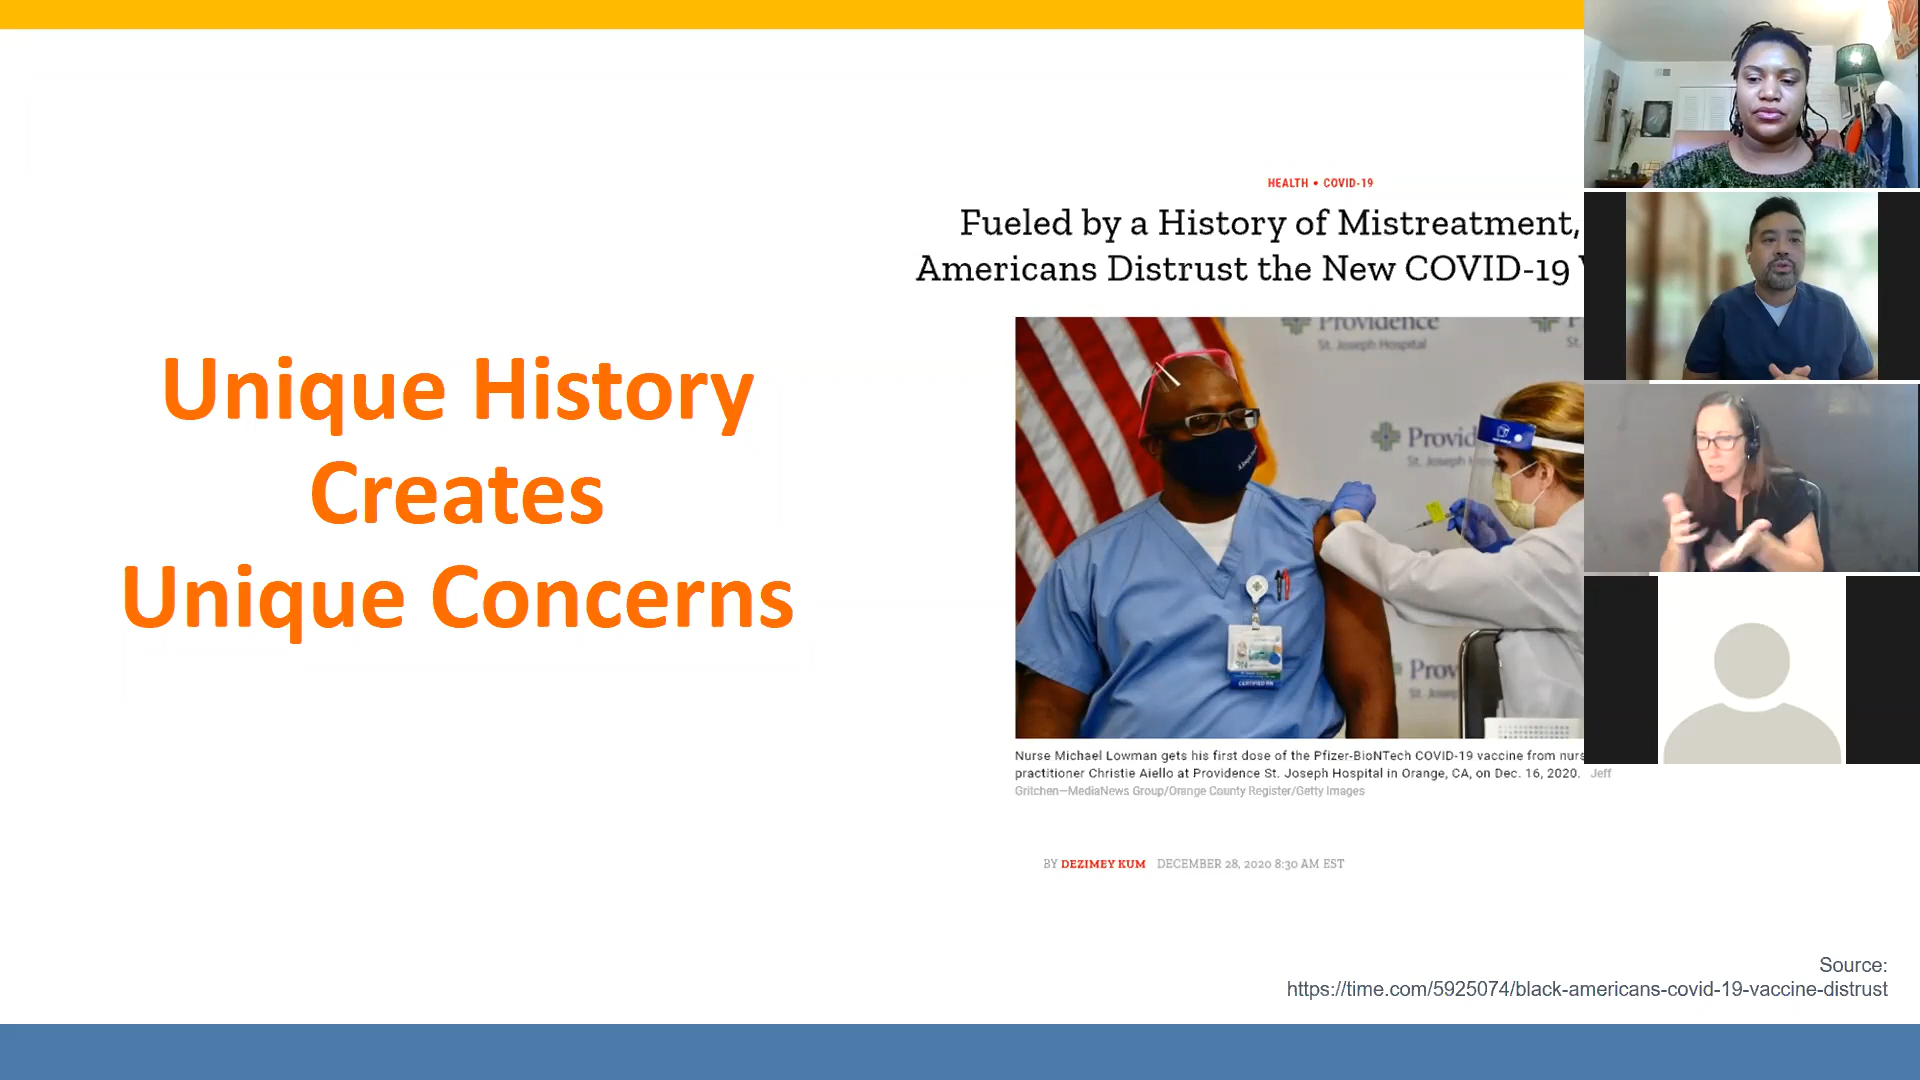 Unique History
Creates
Unique Concerns
HEALTH • COVID-19
Fueled by a History of Mistreatment,
Americans Distrust the New COVID-19
Providence
St. Joseph Hospital
Provid
St. Joseph
Prov
Nurse Michael Lowman gets his first dose of the Pfizer-BioNTech COVID-19 vaccine from nurs
practitioner Christie Aiello at Providence St. Joseph Hospital in Orange, CA, on Dec. 16, 2020. Jeff
Gritchen—MediaNews Group/Orange County Register/Getty Images
BY DEZIMEY KUM DECEMBER 28, 2020 8:30 AM EST
Source:
https://time.com/5925074/black-americans-covid-19-vaccine-distrust